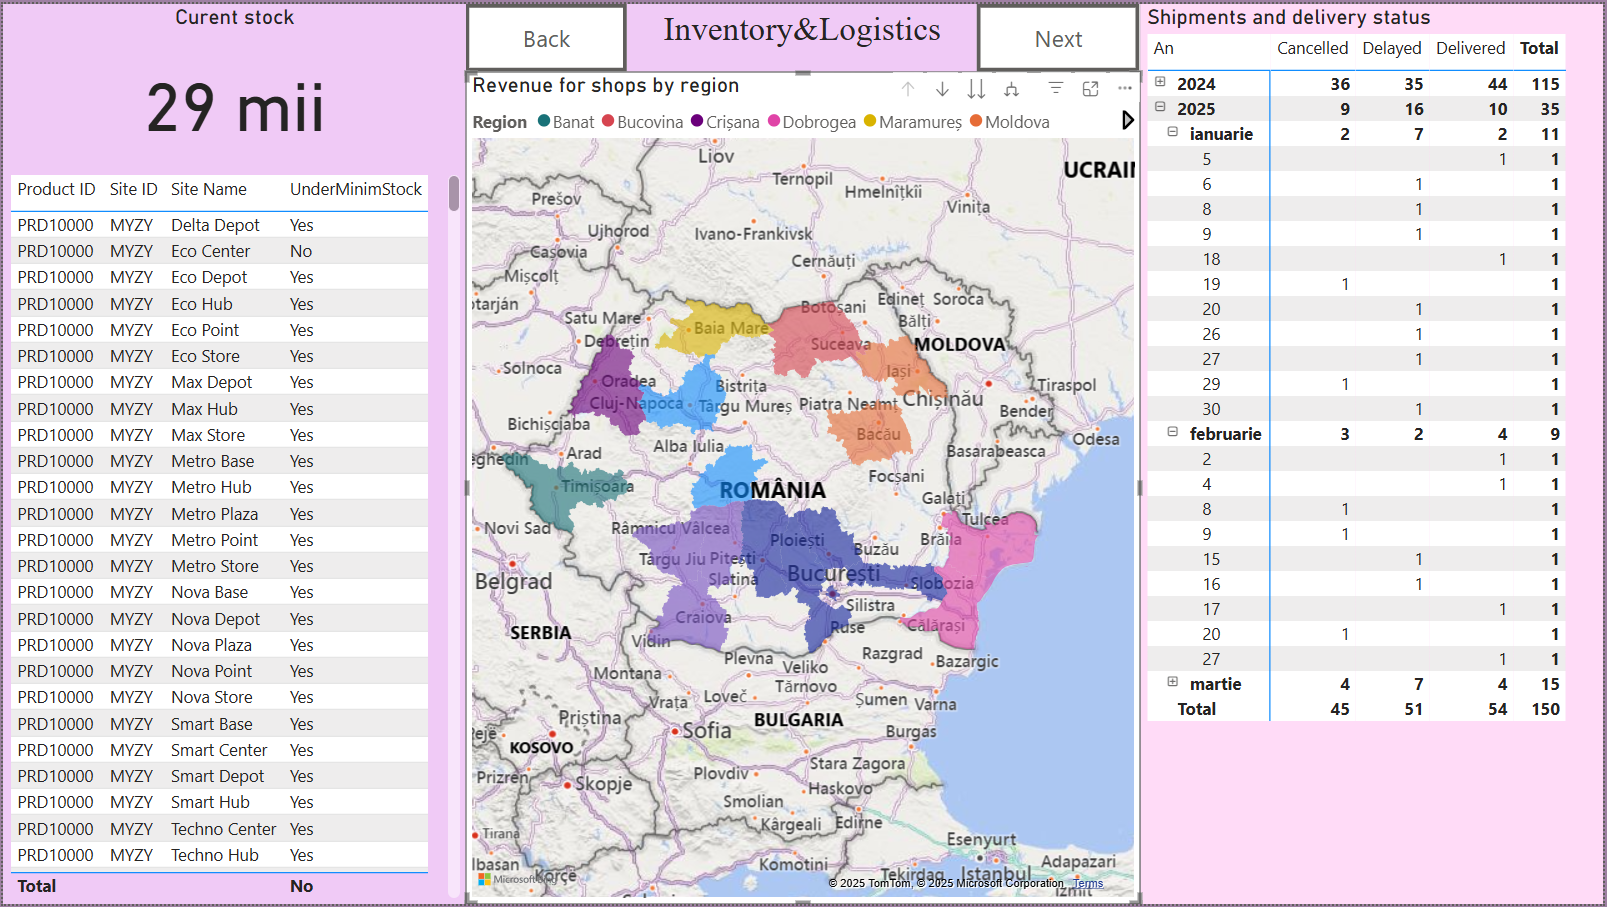 Curent stock
29 mii
Product ID Site ID Site Name UnderMinimStock
PRD10000 MYZY Delta Depot Yes
PRD10000 MYZY Eco Center No
PRD10000 MYZY Eco Depot Yes
PRD10000 MYZY Eco Hub Yes
PRD10000 MYZY Eco Point Yes
PRD10000 MYZY Eco Store Yes
PRD10000 MYZY Max Depot Yes
PRD10000 MYZY Max Hub Yes
PRD10000 MYZY Max Store Yes
PRD10000 MYZY Metro Base Yes
PRD10000 MYZY Metro Hub Yes
PRD10000 MYZY Metro Plaza Yes
PRD10000 MYZY Metro Point Yes
PRD10000 MYZY Metro Store Yes
PRD10000 MYZY Nova Base Yes
PRD10000 MYZY Nova Depot Yes
PRD10000 MYZY Nova Plaza Yes
PRD10000 MYZY Nova Point Yes
PRD10000 MYZY Nova Store Yes
PRD10000 MYZY Smart Base Yes
PRD10000 MYZY Smart Center Yes
PRD10000 MYZY Smart Depot Yes
PRD10000 MYZY Smart Hub Yes
PRD10000 MYZY Techno Center Yes
PRD10000 MYZY Techno Hub Yes
Total No
Back
Inventory&Logistics
Next
Revenue for shops by region
Region Banat Bucovina Crișana Dobrogea Maramureș Moldova
Liov
UCRAI
Ternopil
Hmelnîțkîi
Prešov
Vinița
Ujhorod
Ivano-Frankivsk
Casovia
Cernăuți
Mișcolț
otarján
Edineț
Soroca
Botoșani
Satu Mare
Bălți
Baia Mare
Debrețin
Suceava
MOLDOVA
Solnoca
Iași
Oradea
Bistrița
Tiraspol
Cluj-Napoca
Târgu Mureș
Piatra Neamț
Chișinău
Bender
Bichișciaba
Bacău
Odesa
Alba Iulia
Arad
Basarabeasca
eghedin
Focșani
Timișoara
ROMÂNIA
Galați
Tulcea
Novi Sad
Râmnicu Vâlcea
Ploiești
Brăila
Buzău
Târgu Jiu
Pitești
București
Belgrad
Slatina
Slobozia
Silistra
Craiova
Călărași
SERBIA
Vidin
Ruse
Plevna
Razgrad
Bazargic
Veliko
Tărnovo
Montana
Vrața
Loveč
Șumen
Varna
Priștina
BULGARIA
Sofia
Burgas
Reje
KOSOVO
Stara Zagora
Prizren
Skopje
Plovdiv
Haskovo
Smolian
Kărgeali
Edirne
Tirana
Esenyurt
lbasan
Komotini
Adapazarı
Korçe
Tekirdag
Istanbul
İzmit
Microsoft Bing
© 2025 TomTom, © 2025 Microsoft Corporation Terms
Shipments and delivery status
An Cancelled Delayed Delivered Total
2024 36 35 44 115
2025 9 16 10 35
ianuarie 2 7 2 11
5 1 1
6 1 1
8 1 1
9 1 1
18 1 1
19 1 1
20 1 1
26 1 1
27 1 1
29 1 1
30 1 1
februarie 3 2 4 9
2 1 1
4 1 1
8 1 1
9 1 1
15 1 1
16 1 1
17 1 1
20 1 1
27 1 1
martie 4 7 4 15
Total 45 51 54 150